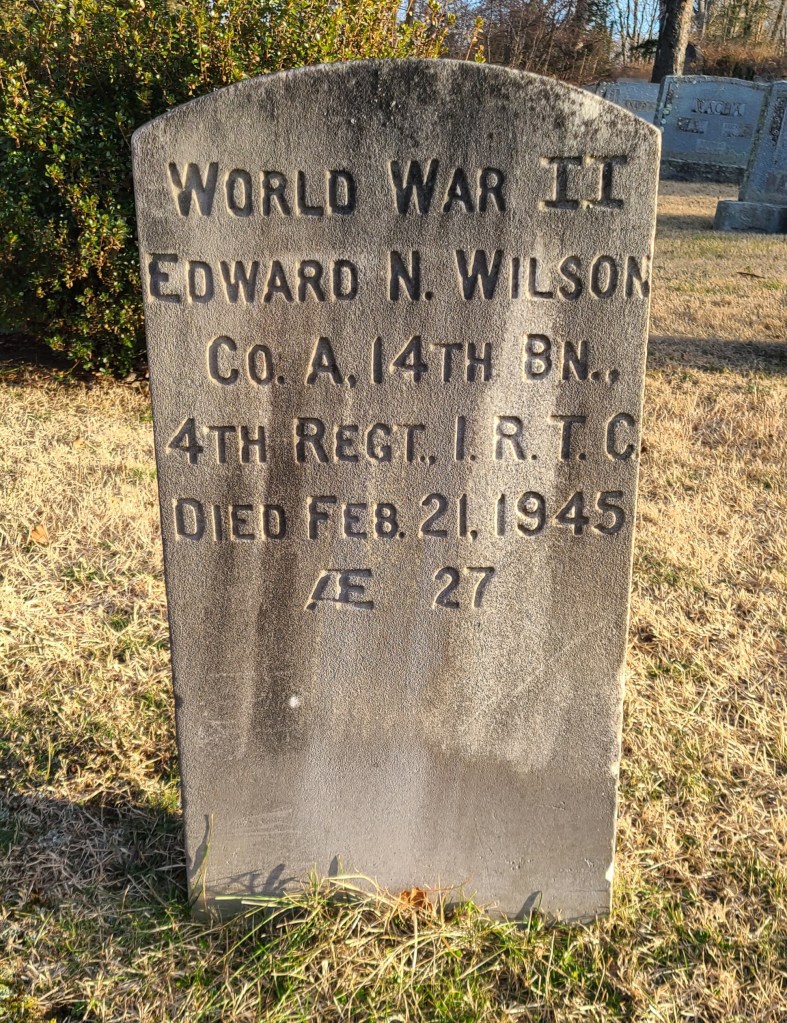 WORLD WAR II
EDWARD N. WILSON
CO. A, 14TH BN.,
4TH REGT., I. R. T. C.
DIED FEB. 21, 1945
Æ 27